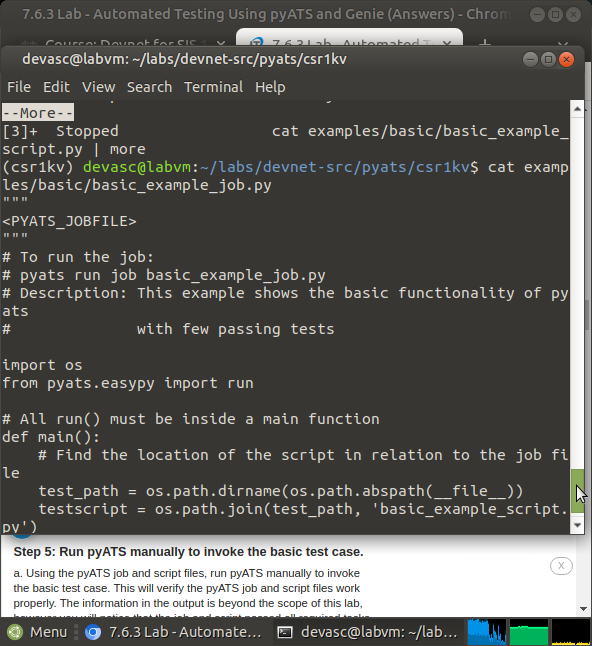 7.6.3 Lab - Automated Testing Using pyATS and Genie (Answers) - Chrom
Course: Devnet for SIS 1
7.6.3 Lab - Automated T
devasc@labvm: ~/labs/devnet-src/pyats/csr1kv
File Edit View Search Terminal Help
--More--
[3]+  Stopped                 cat examples/basic/basic_example_
script.py | more
(csr1kv) devasc@labvm:~/labs/devnet-src/pyats/csr1kv$ cat examp
les/basic/basic_example_job.py
"""
<PYATS_JOBFILE>
"""
# To run the job:
# pyats run job basic_example_job.py
# Description: This example shows the basic functionality of py
ats
#              with few passing tests
import os
from pyats.easypy import run
# All run() must be inside a main function
def main():
    # Find the location of the script in relation to the job fi
le
    test_path = os.path.dirname(os.path.abspath(__file__))
    testscript = os.path.join(test_path, 'basic_example_script.
py')
Step 5: Run pyATS manually to invoke the basic test case.
X
a. Using the pyATS job and script files, run pyATS manually to invoke
the basic test case. This will verify the pyATS job and script files work
properly. The information in the output is beyond the scope of this lab,
Menu
7.6.3 Lab - Automate...
devasc@labvm: ~/lab...